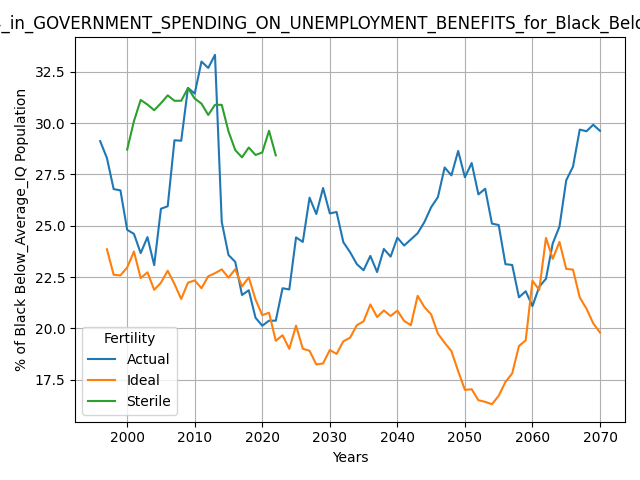 _in_GOVERNMENT_SPENDING_ON_UNEMPLOYMENT_BENEFITS_for_Black_Belo
% of Black Below_Average_IQ Population
32.5
30.0
27.5
25.0
22.5
20.0
17.5
Fertility
Actual
Ideal
Sterile
2000 2010 2020 2030 2040 2050 2060 2070
Years